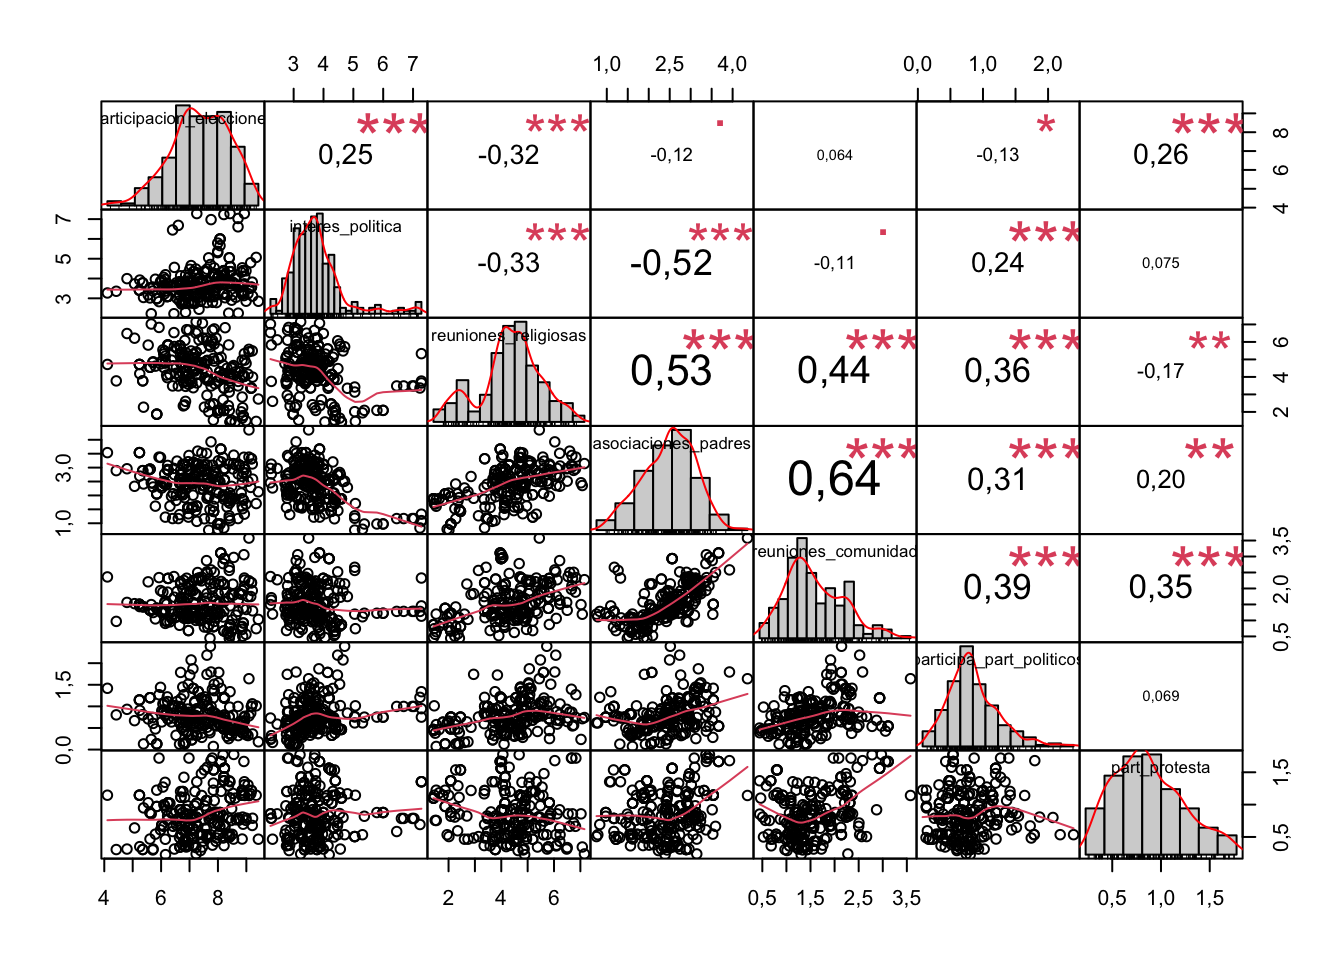 3 4 5 6 7 1,0 2,5 4,0 0,0 1,0 2,0
articipacion_eleccione *** *** . * ***
0,25 -0,32 -0,12 0,064 -0,13 0,26
4 6 8
interes_politica *** *** . ***
-0,33 -0,52 -0,11 0,24 0,075
3 5 7
reuniones_religiosas *** *** *** **
0,53 0,44 0,36 -0,17
2 4 6
asociaciones_padres *** *** **
0,64 0,31 0,20
1,0 3,0
reuniones_comunidad *** ***
0,39 0,35
0,5 2,0 3,5
participa_part_politicos
0,069
0,0 1,5
part_protesta
0,5 1,5
4 6 8 2 4 6 0,5 1,5 2,5 3,5 0,5 1,0 1,5